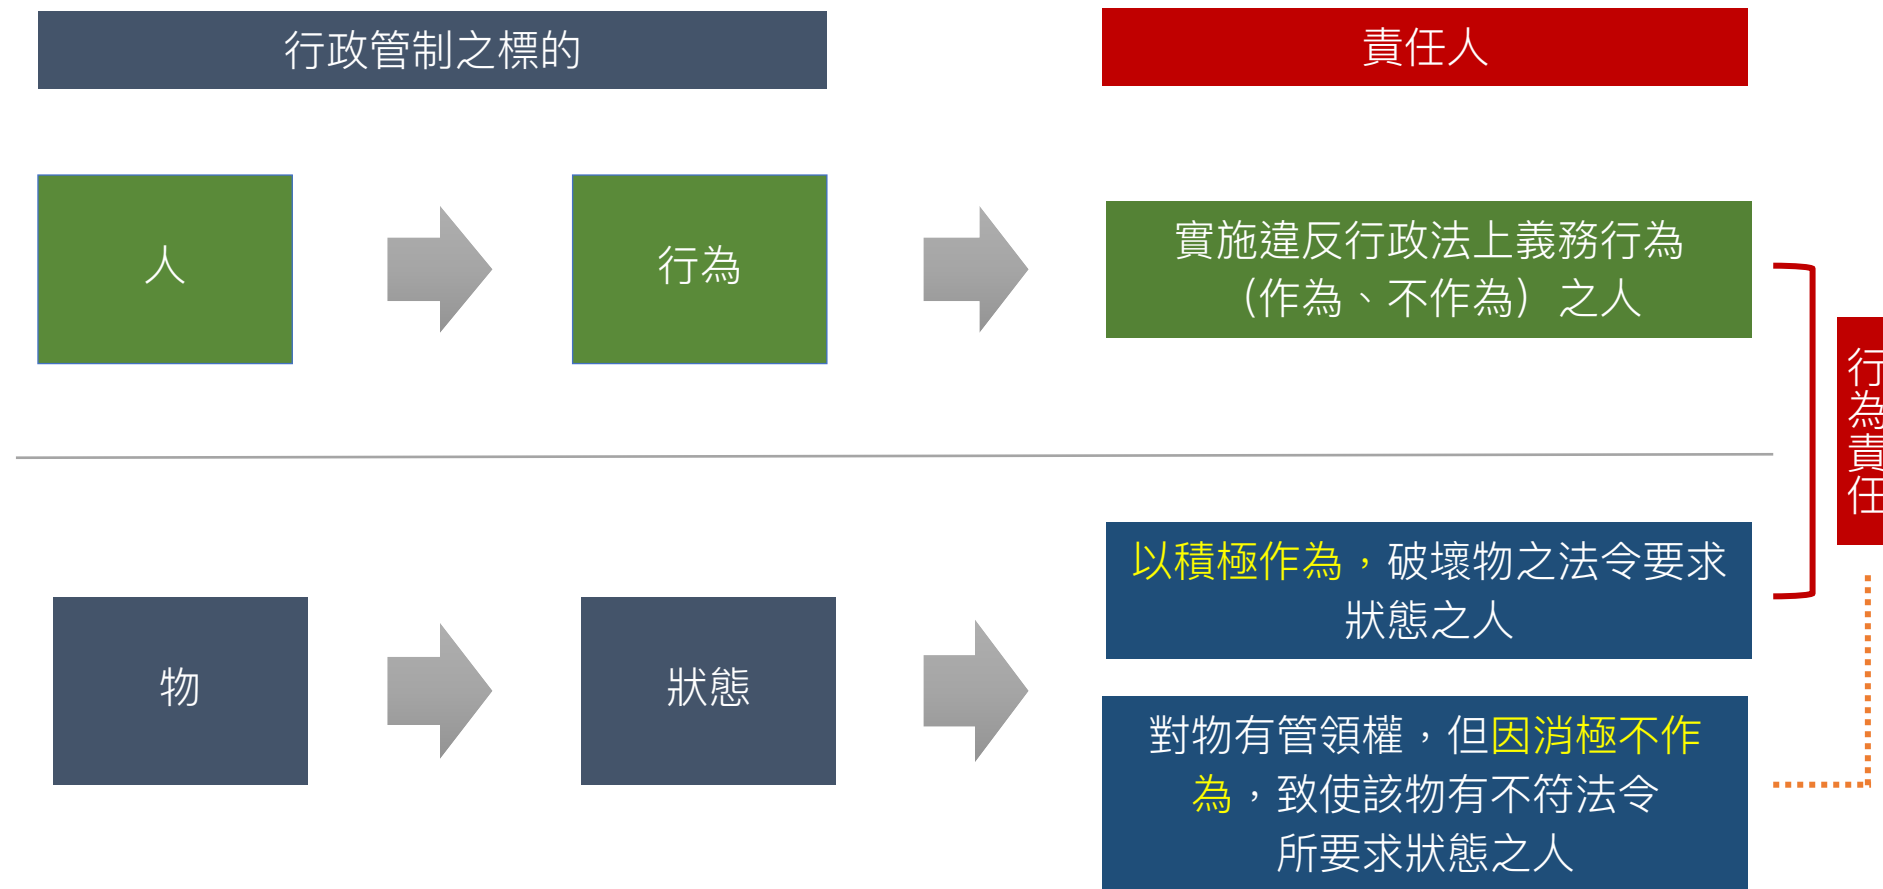 行政管制之標的
責任人
人
行為
實施違反行政法上義務行為
（作為、不作為）之人
行為責任
物
狀態
以積極作為，破壞物之法令要求
狀態之人
對物有管領權，但因消極不作
為，致使該物有不符法令
所要求狀態之人